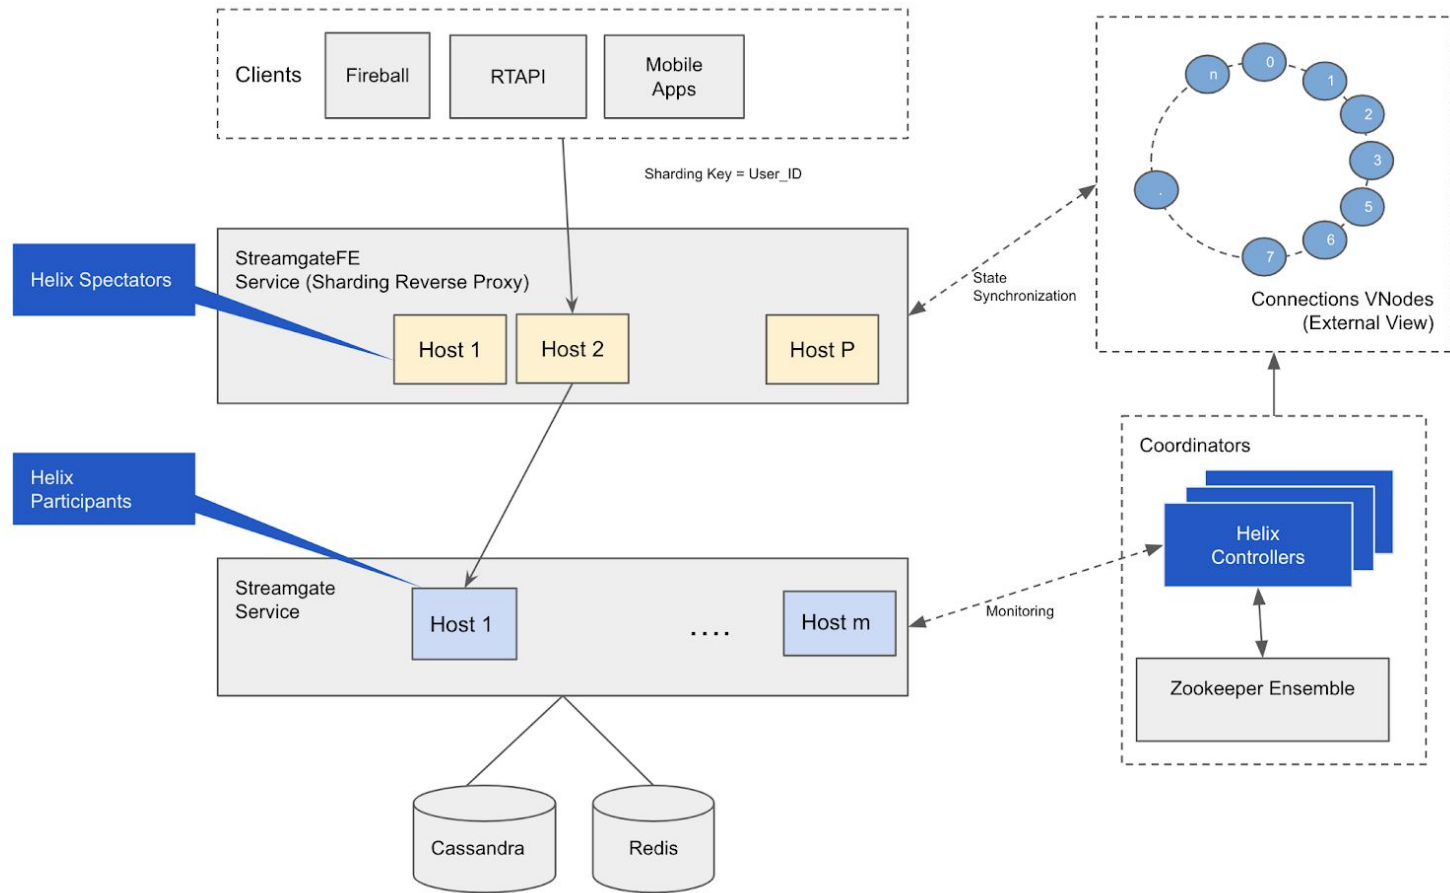 Clients
Fireball
RTAPI
Mobile
Apps
Sharding Key = User_ID
Helix Spectators
StreamgateFE
Service (Sharding Reverse Proxy)
Host 1
Host 2
Host P
State
Synchronization
n
0
1
2
3
5
6
7
.
Connections VNodes
(External View)
Helix
Participants
Streamgate
Service
Host 1
....
Host m
Monitoring
Coordinators
Helix
Controllers
Zookeeper Ensemble
Cassandra
Redis